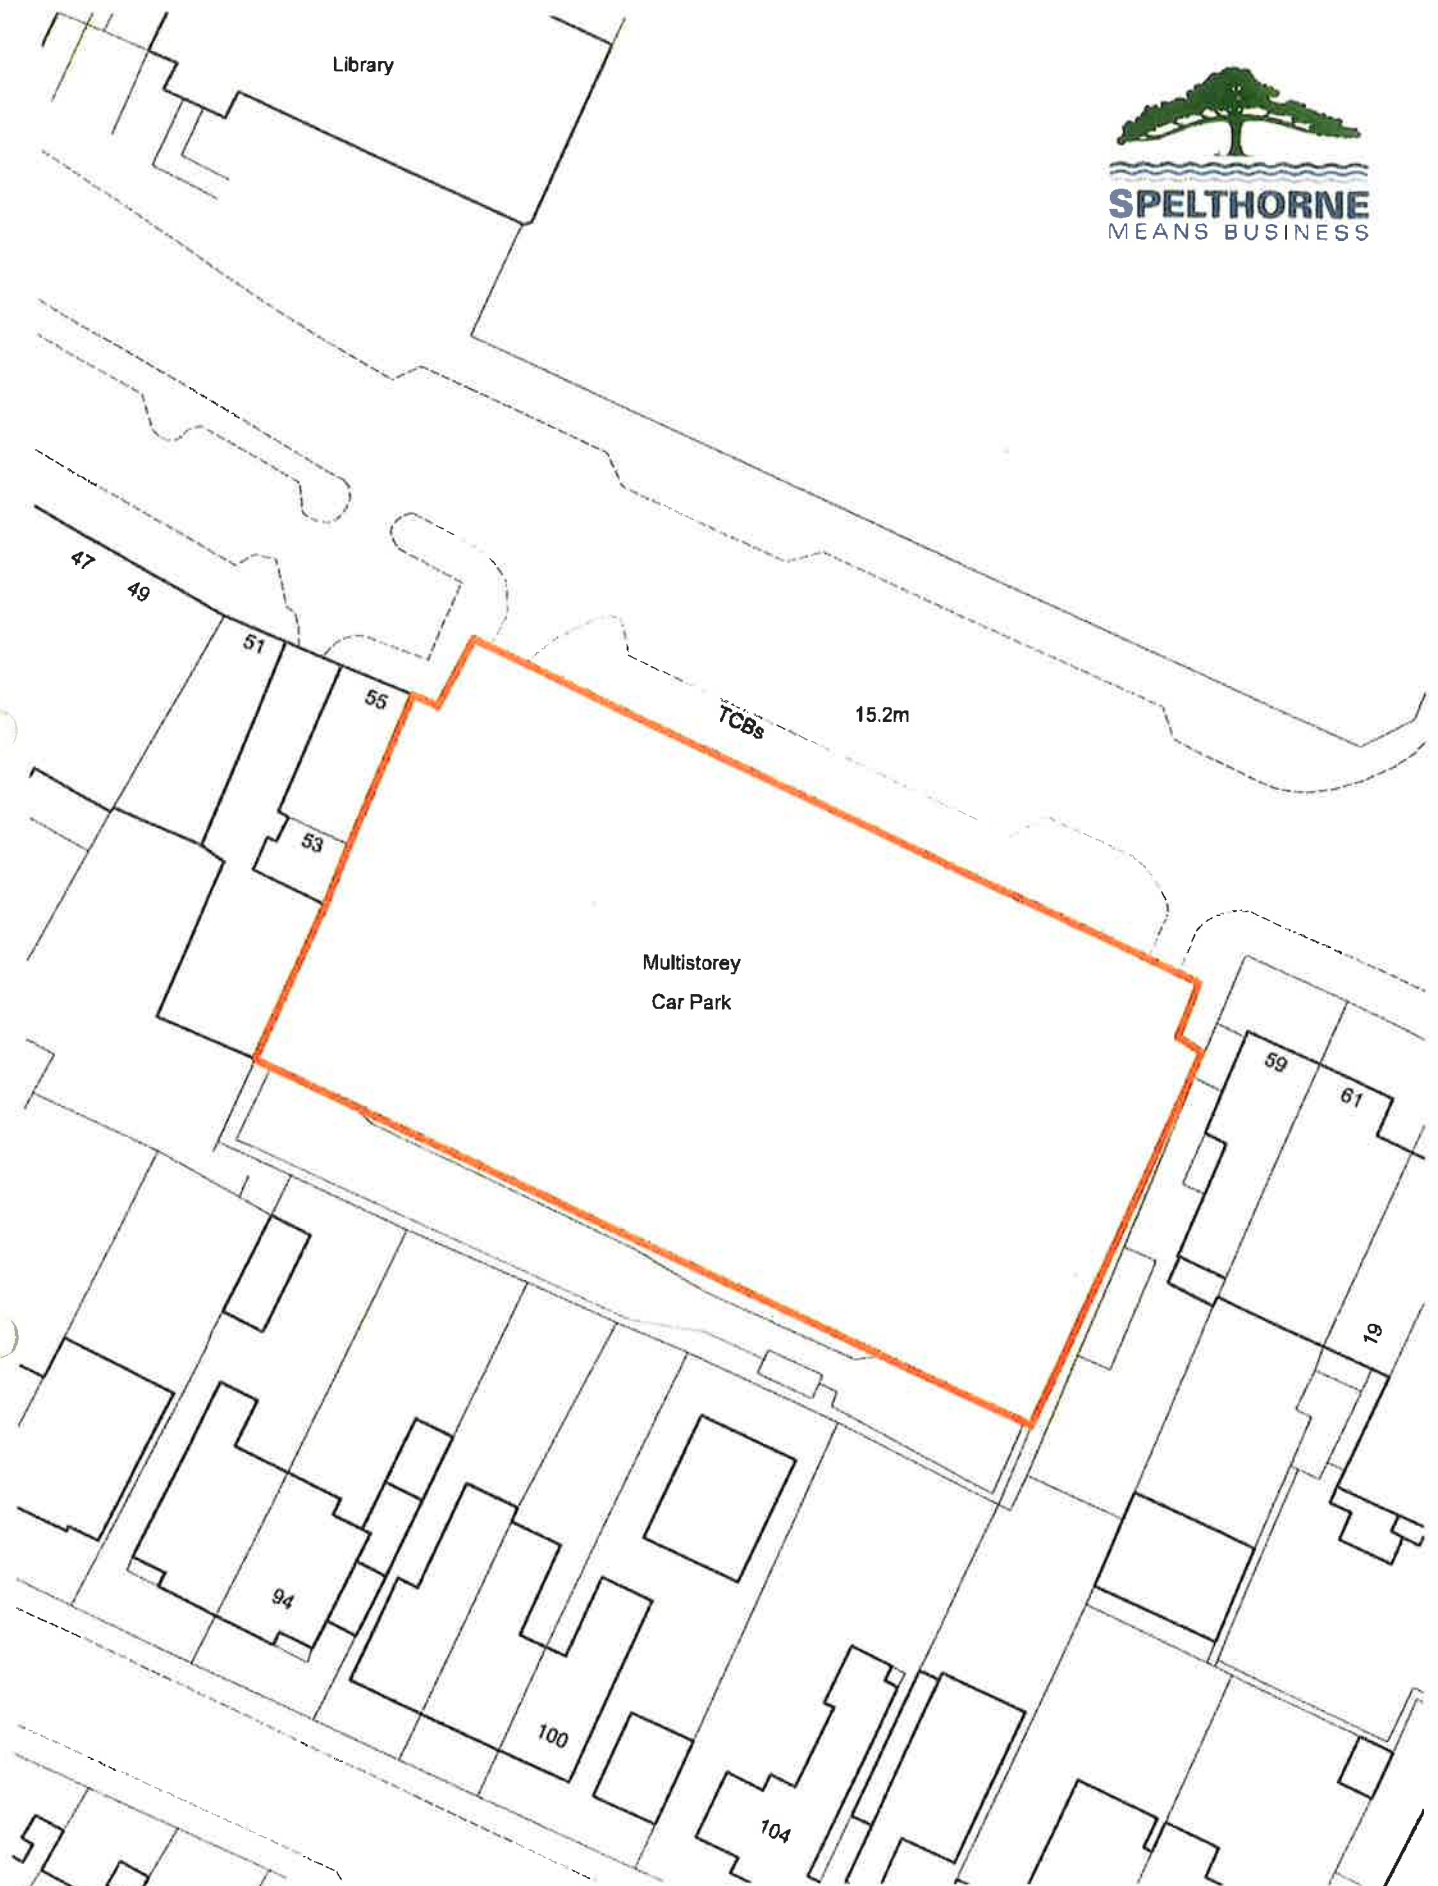 Library
SPELTHORNE
MEANS BUSINESS
47
49
51
55
TCBs
15.2m
53
Multistorey
Car Park
59
61
19
94
100
104